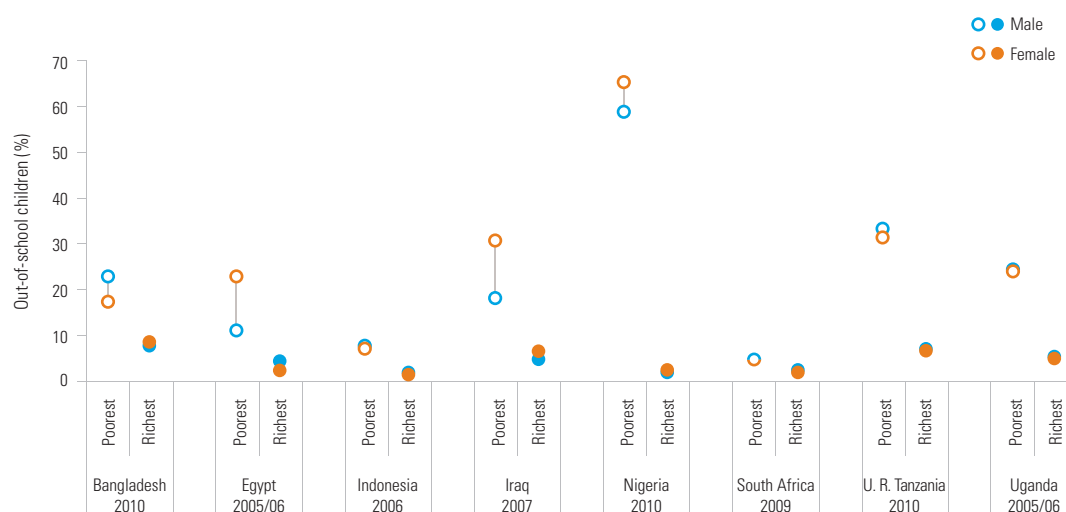 Male
Female
70
60
50
40
30
20
10
0
Out-of-school children (%)
Poorest
Richest
Poorest
Richest
Poorest
Richest
Poorest
Richest
Poorest
Richest
Poorest
Richest
Poorest
Richest
Poorest
Richest
Bangladesh
2010
Egypt
2005/06
Indonesia
2006
Iraq
2007
Nigeria
2010
South Africa
2009
U. R. Tanzania
2010
Uganda
2005/06